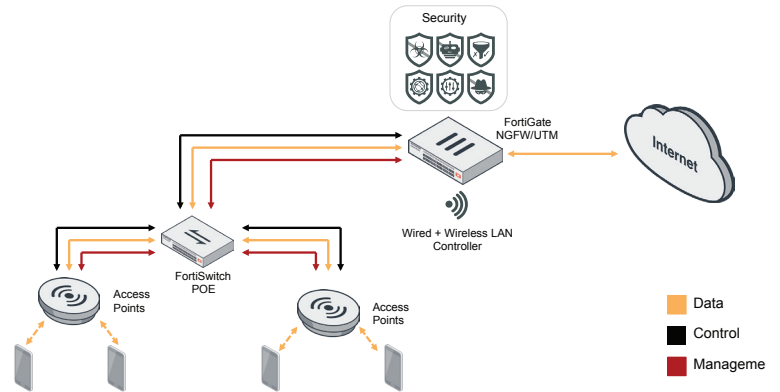 Security
FortiGate
NGFW/UTM
Internet
Wired + Wireless LAN
Controller
FortiSwitch
POE
Access
Points
Access
Points
Data
Control
Manageme